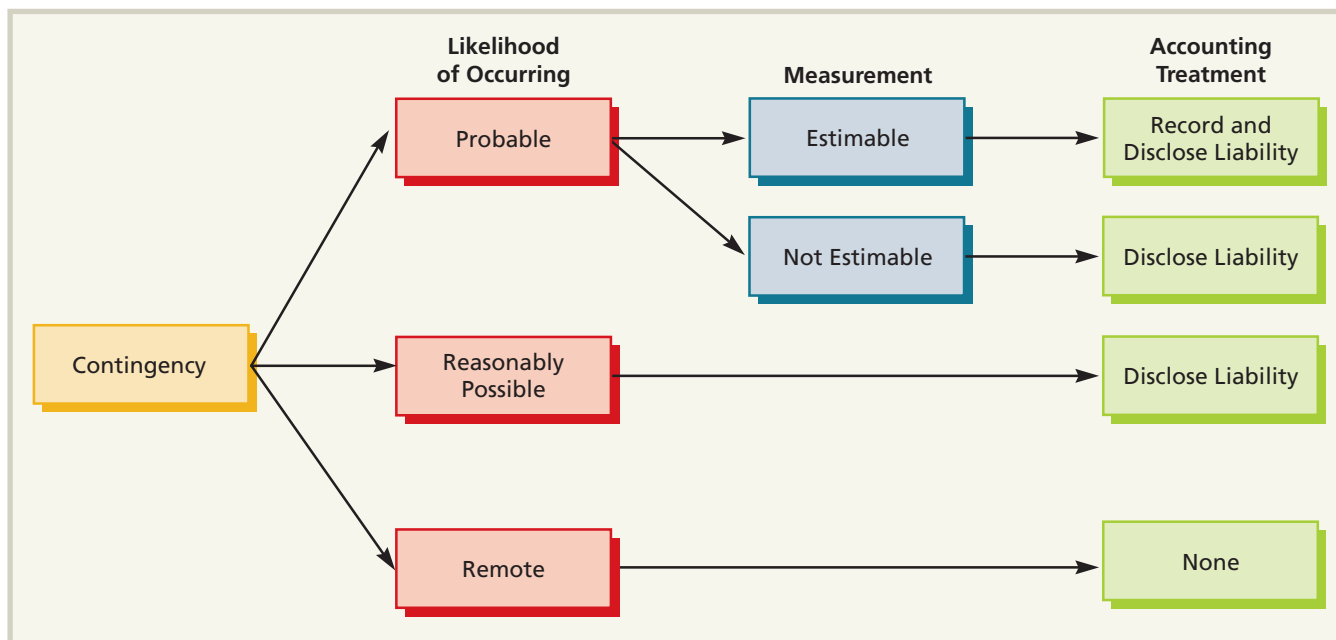 Likelihood
of Occurring
Measurement
Accounting
Treatment
Probable
Estimable
Record and
Disclose Liability
Not Estimable
Disclose Liability
Contingency
Reasonably
Possible
Disclose Liability
Remote
None